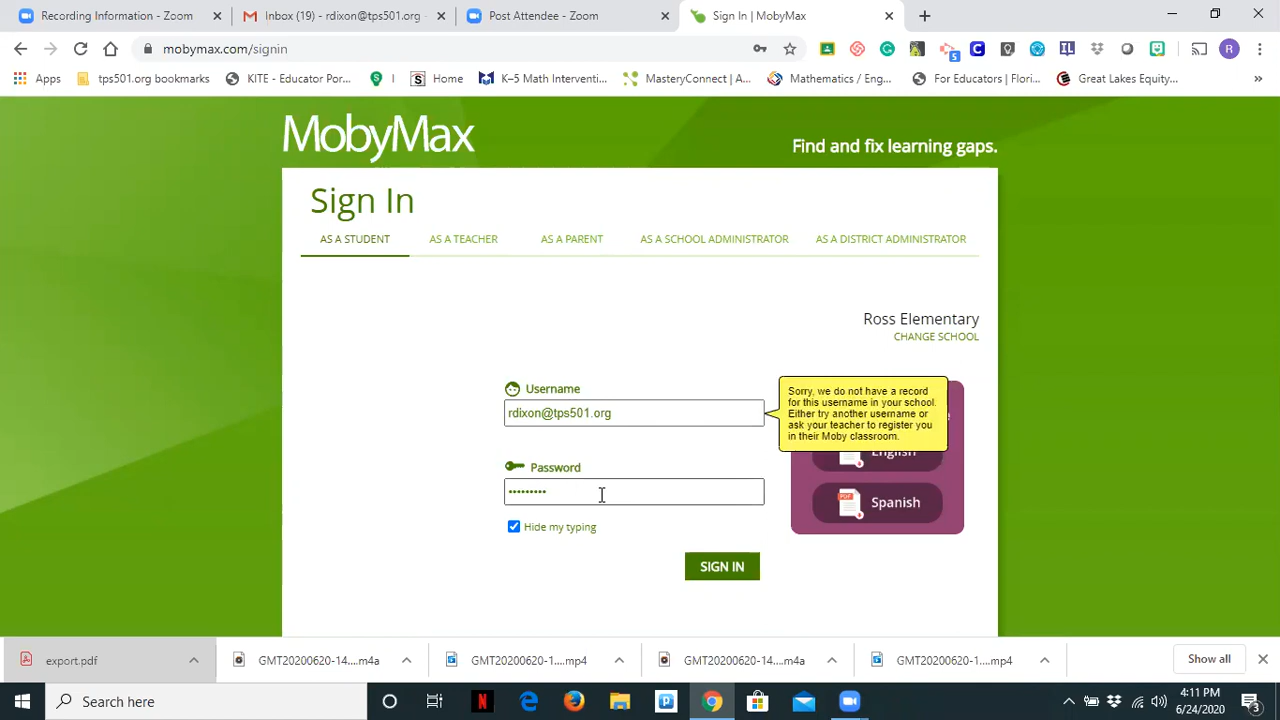 Recording Information - Zoom
Inbox (19) - rdixon@tps501.org
Post Attendee - Zoom
Sign In | MobyMax
mobymax.com/signin
R
Apps
tps501.org bookmarks
KITE - Educator Por...
I
Home
K–5 Math Interventi...
MasteryConnect | A...
Mathematics / Eng...
For Educators | Flori...
Great Lakes Equity...
MobyMax
Find and fix learning gaps.
Sign In
AS A STUDENT
AS A TEACHER
AS A PARENT
AS A SCHOOL ADMINISTRATOR
AS A DISTRICT ADMINISTRATOR
Ross Elementary
CHANGE SCHOOL
Username
rdixon@tps501.org
Sorry, we do not have a record
for this username in your school.
Either try another username or
ask your teacher to register you
in their Moby classroom.
English
Password
•••••••••
Spanish
Hide my typing
SIGN IN
export.pdf
GMT20200620-14....m4a
GMT20200620-1....mp4
GMT20200620-14....m4a
GMT20200620-1....mp4
Show all
Search here
4:11 PM
6/24/2020